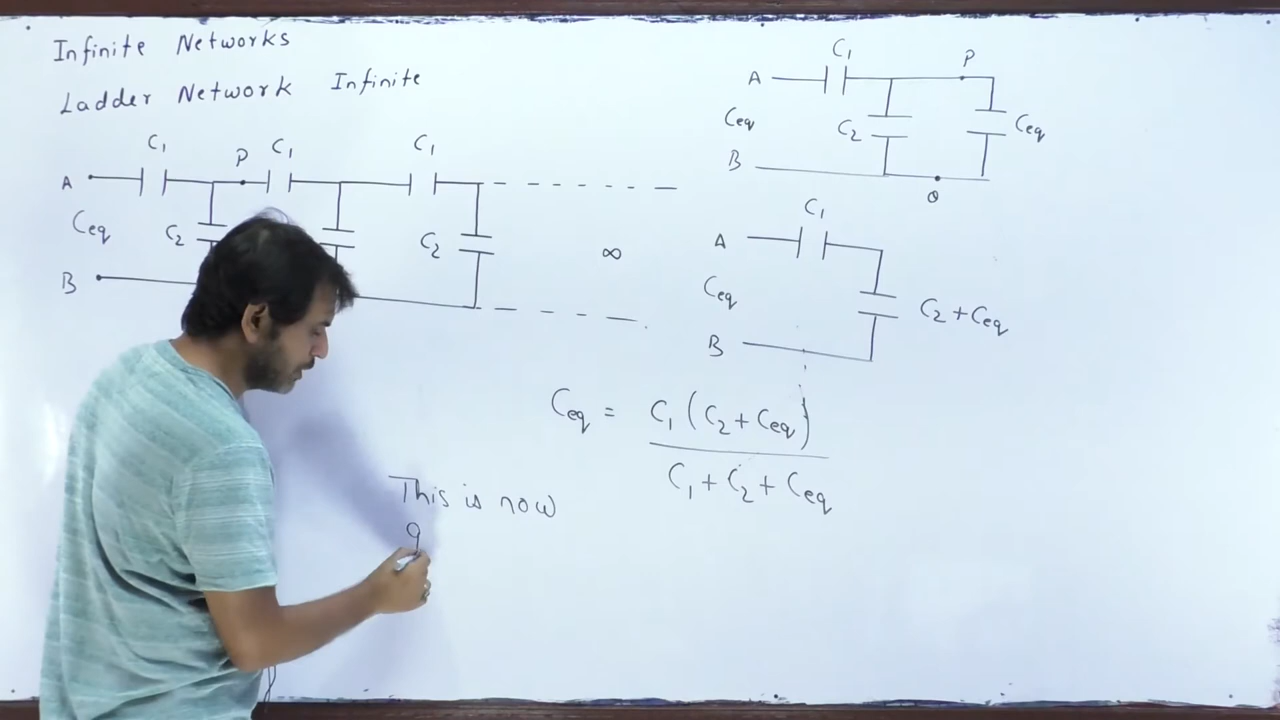 Infinite Networks
Ladder Network Infinite
C₁ P C₁ C₁
A
Ceq C₂ C₂ ∞
B
C₁ P
A
Ceq C₂ Ceq
B
Q
C₁
A
Ceq C₂ + Ceq
B
Ceq = C₁ (C₂ + Ceq)
C₁ + C₂ + Ceq
This is now
q